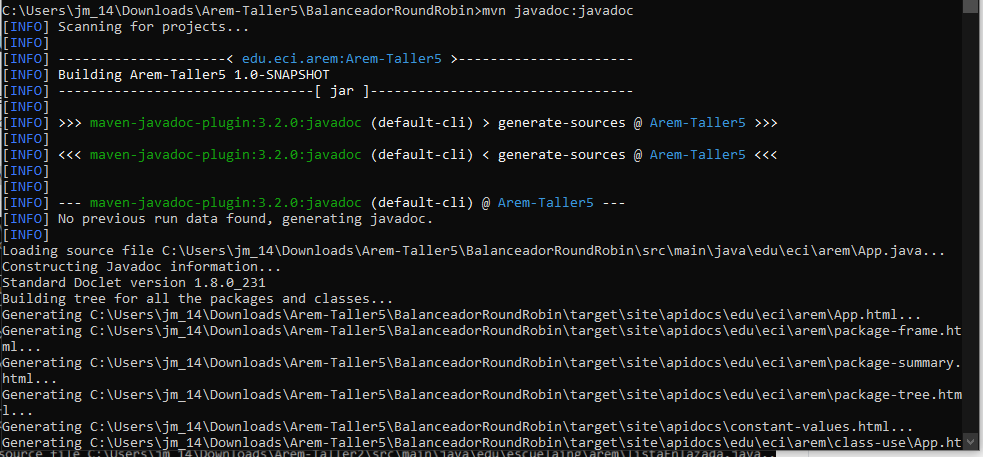 C:\Users\jm_14\Downloads\Arem-Taller5\BalanceadorRoundRobin>mvn javadoc:javadoc
[INFO] Scanning for projects...
[INFO]
[INFO] ---------------------< edu.eci.arem:Arem-Taller5 >----------------------
[INFO] Building Arem-Taller5 1.0-SNAPSHOT
[INFO] --------------------------------[ jar ]---------------------------------
[INFO]
[INFO] >>> maven-javadoc-plugin:3.2.0:javadoc (default-cli) > generate-sources @ Arem-Taller5 >>>
[INFO]
[INFO] <<< maven-javadoc-plugin:3.2.0:javadoc (default-cli) < generate-sources @ Arem-Taller5 <<<
[INFO]
[INFO]
[INFO] --- maven-javadoc-plugin:3.2.0:javadoc (default-cli) @ Arem-Taller5 ---
[INFO] No previous run data found, generating javadoc.
[INFO]
Loading source file C:\Users\jm_14\Downloads\Arem-Taller5\BalanceadorRoundRobin\src\main\java\edu\eci\arem\App.java...
Constructing Javadoc information...
Standard Doclet version 1.8.0_231
Building tree for all the packages and classes...
Generating C:\Users\jm_14\Downloads\Arem-Taller5\BalanceadorRoundRobin\target\site\apidocs\edu\eci\arem\App.html...
Generating C:\Users\jm_14\Downloads\Arem-Taller5\BalanceadorRoundRobin\target\site\apidocs\edu\eci\arem\package-frame.ht
ml...
Generating C:\Users\jm_14\Downloads\Arem-Taller5\BalanceadorRoundRobin\target\site\apidocs\edu\eci\arem\package-summary.
html...
Generating C:\Users\jm_14\Downloads\Arem-Taller5\BalanceadorRoundRobin\target\site\apidocs\edu\eci\arem\package-tree.htm
l...
Generating C:\Users\jm_14\Downloads\Arem-Taller5\BalanceadorRoundRobin\target\site\apidocs\constant-values.html...
Generating C:\Users\jm_14\Downloads\Arem-Taller5\BalanceadorRoundRobin\target\site\apidocs\edu\eci\arem\class-use\App.ht
source file C:\Users\jm_14\Downloads\Arem-Taller2\src\main\java\edu\escuelaing\arem\listaEnlazada.java..